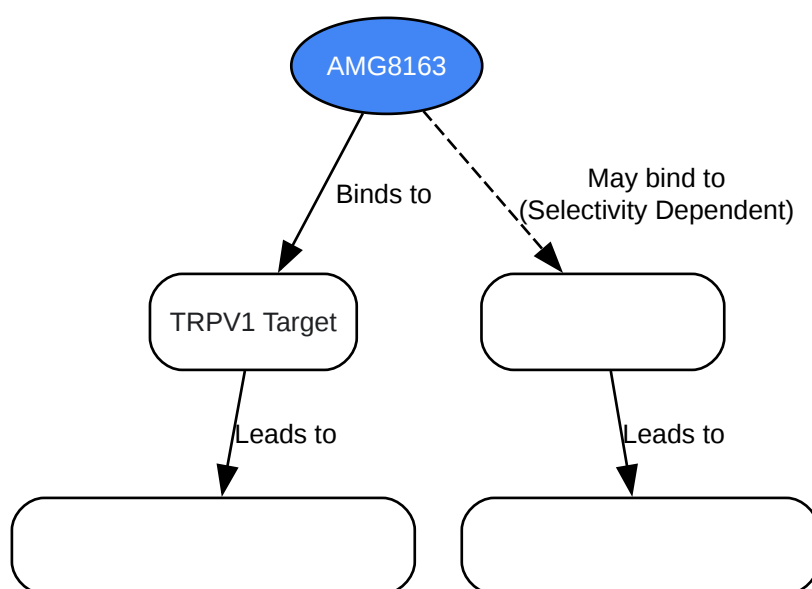 AMG8163
Binds to
May bind to
(Selectivity Dependent)
TRPV1 Target
Leads to
Leads to